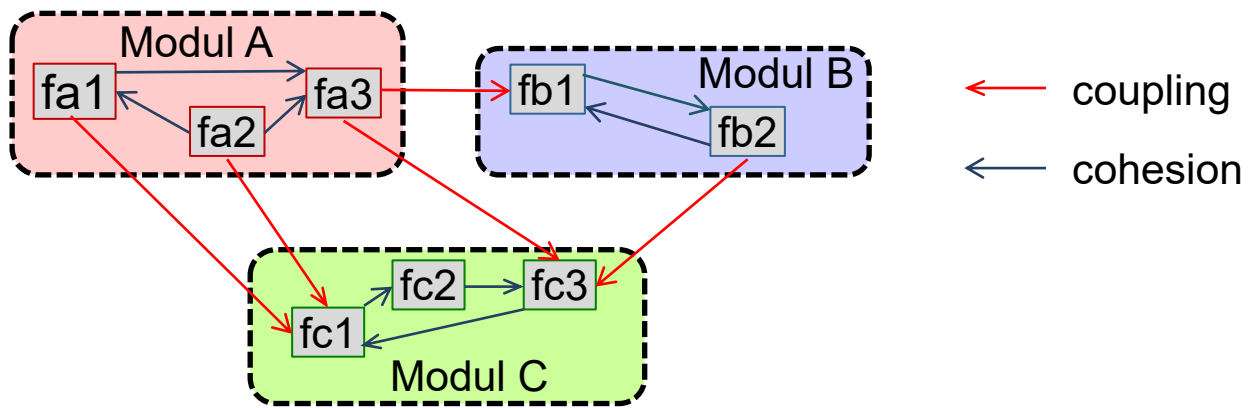 Modul A
fa1
fa2
fa3
Modul B
fb1
fb2
coupling
cohesion
fc1
fc2
fc3
Modul C